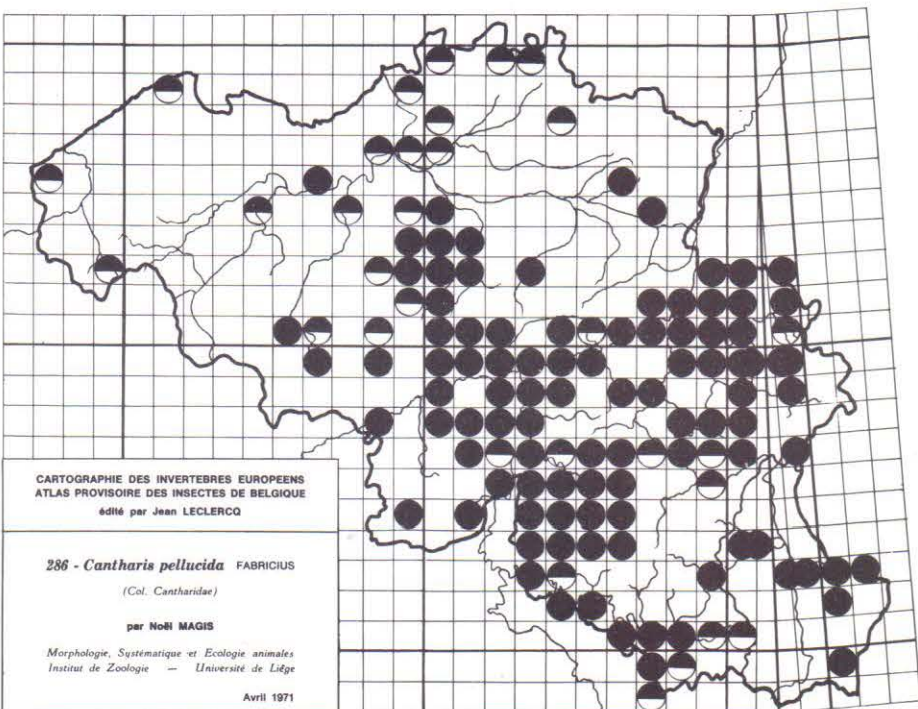 CARTOGRAPHIE DES INVERTEBRES EUROPEENS
ATLAS PROVISOIRE DES INSECTES DE BELGIQUE
édité par Jean LECLERCQ
286 - Cantharis pellucida FABRICIUS
(Col. Cantharidae)
par Noël MAGIS
Morphologie, Systématique et Ecologie animales
Institut de Zoologie — Université de Liège
Avril 1971